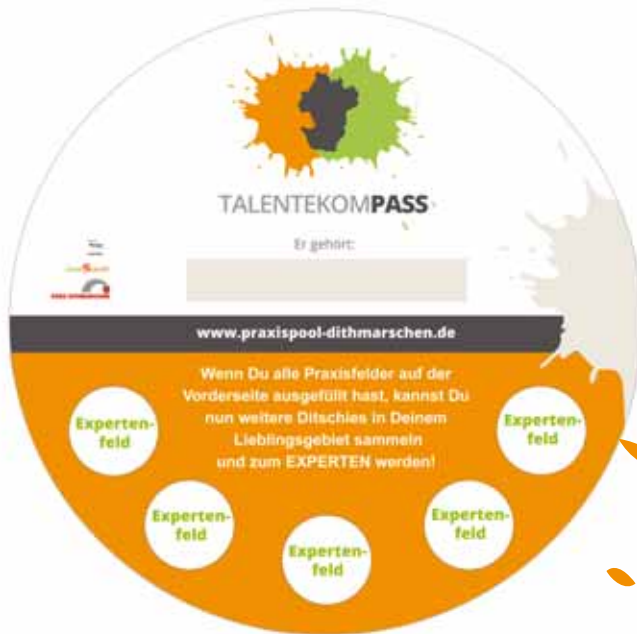 TALENTEKOMPASS
Er gehört:
www.praxispool-dithmarschen.de
Wenn Du alle Praxisfelder auf der
Vorderseite ausgefüllt hast, kannst Du
nun weitere Ditschies in Deinem
Lieblingsgebiet sammeln
und zum EXPERTEN werden!
Experten-
feld
Experten-
feld
Experten-
feld
Experten-
feld
Experten-
feld